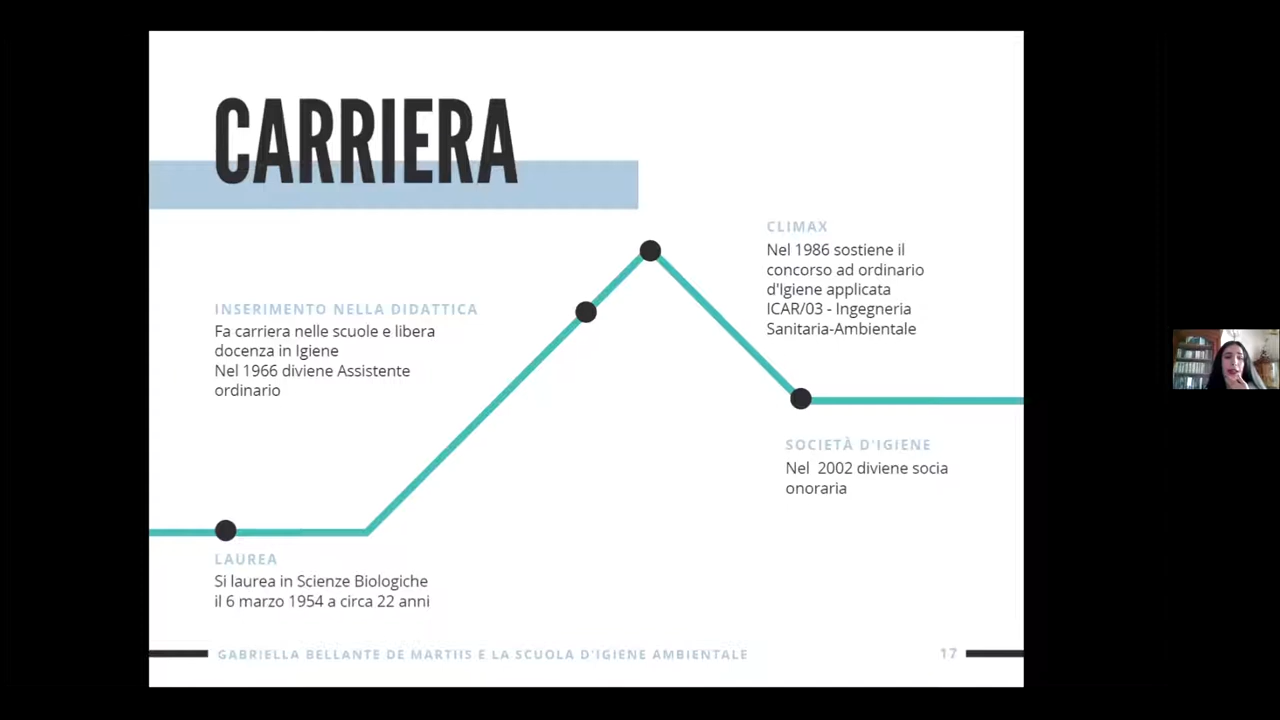 CARRIERA
INSERIMENTO NELLA DIDATTICA
Fa carriera nelle scuole e libera
docenza in Igiene
Nel 1966 diviene Assistente
ordinario
CLIMAX
Nel 1986 sostiene il
concorso ad ordinario
d'Igiene applicata
ICAR/03 - Ingegneria
Sanitaria-Ambientale
SOCIETÀ D'IGIENE
Nel 2002 diviene socia
onoraria
LAUREA
Si laurea in Scienze Biologiche
il 6 marzo 1954 a circa 22 anni
GABRIELLA BELLANTE DE MARTIIS E LA SCUOLA D'IGIENE AMBIENTALE
17